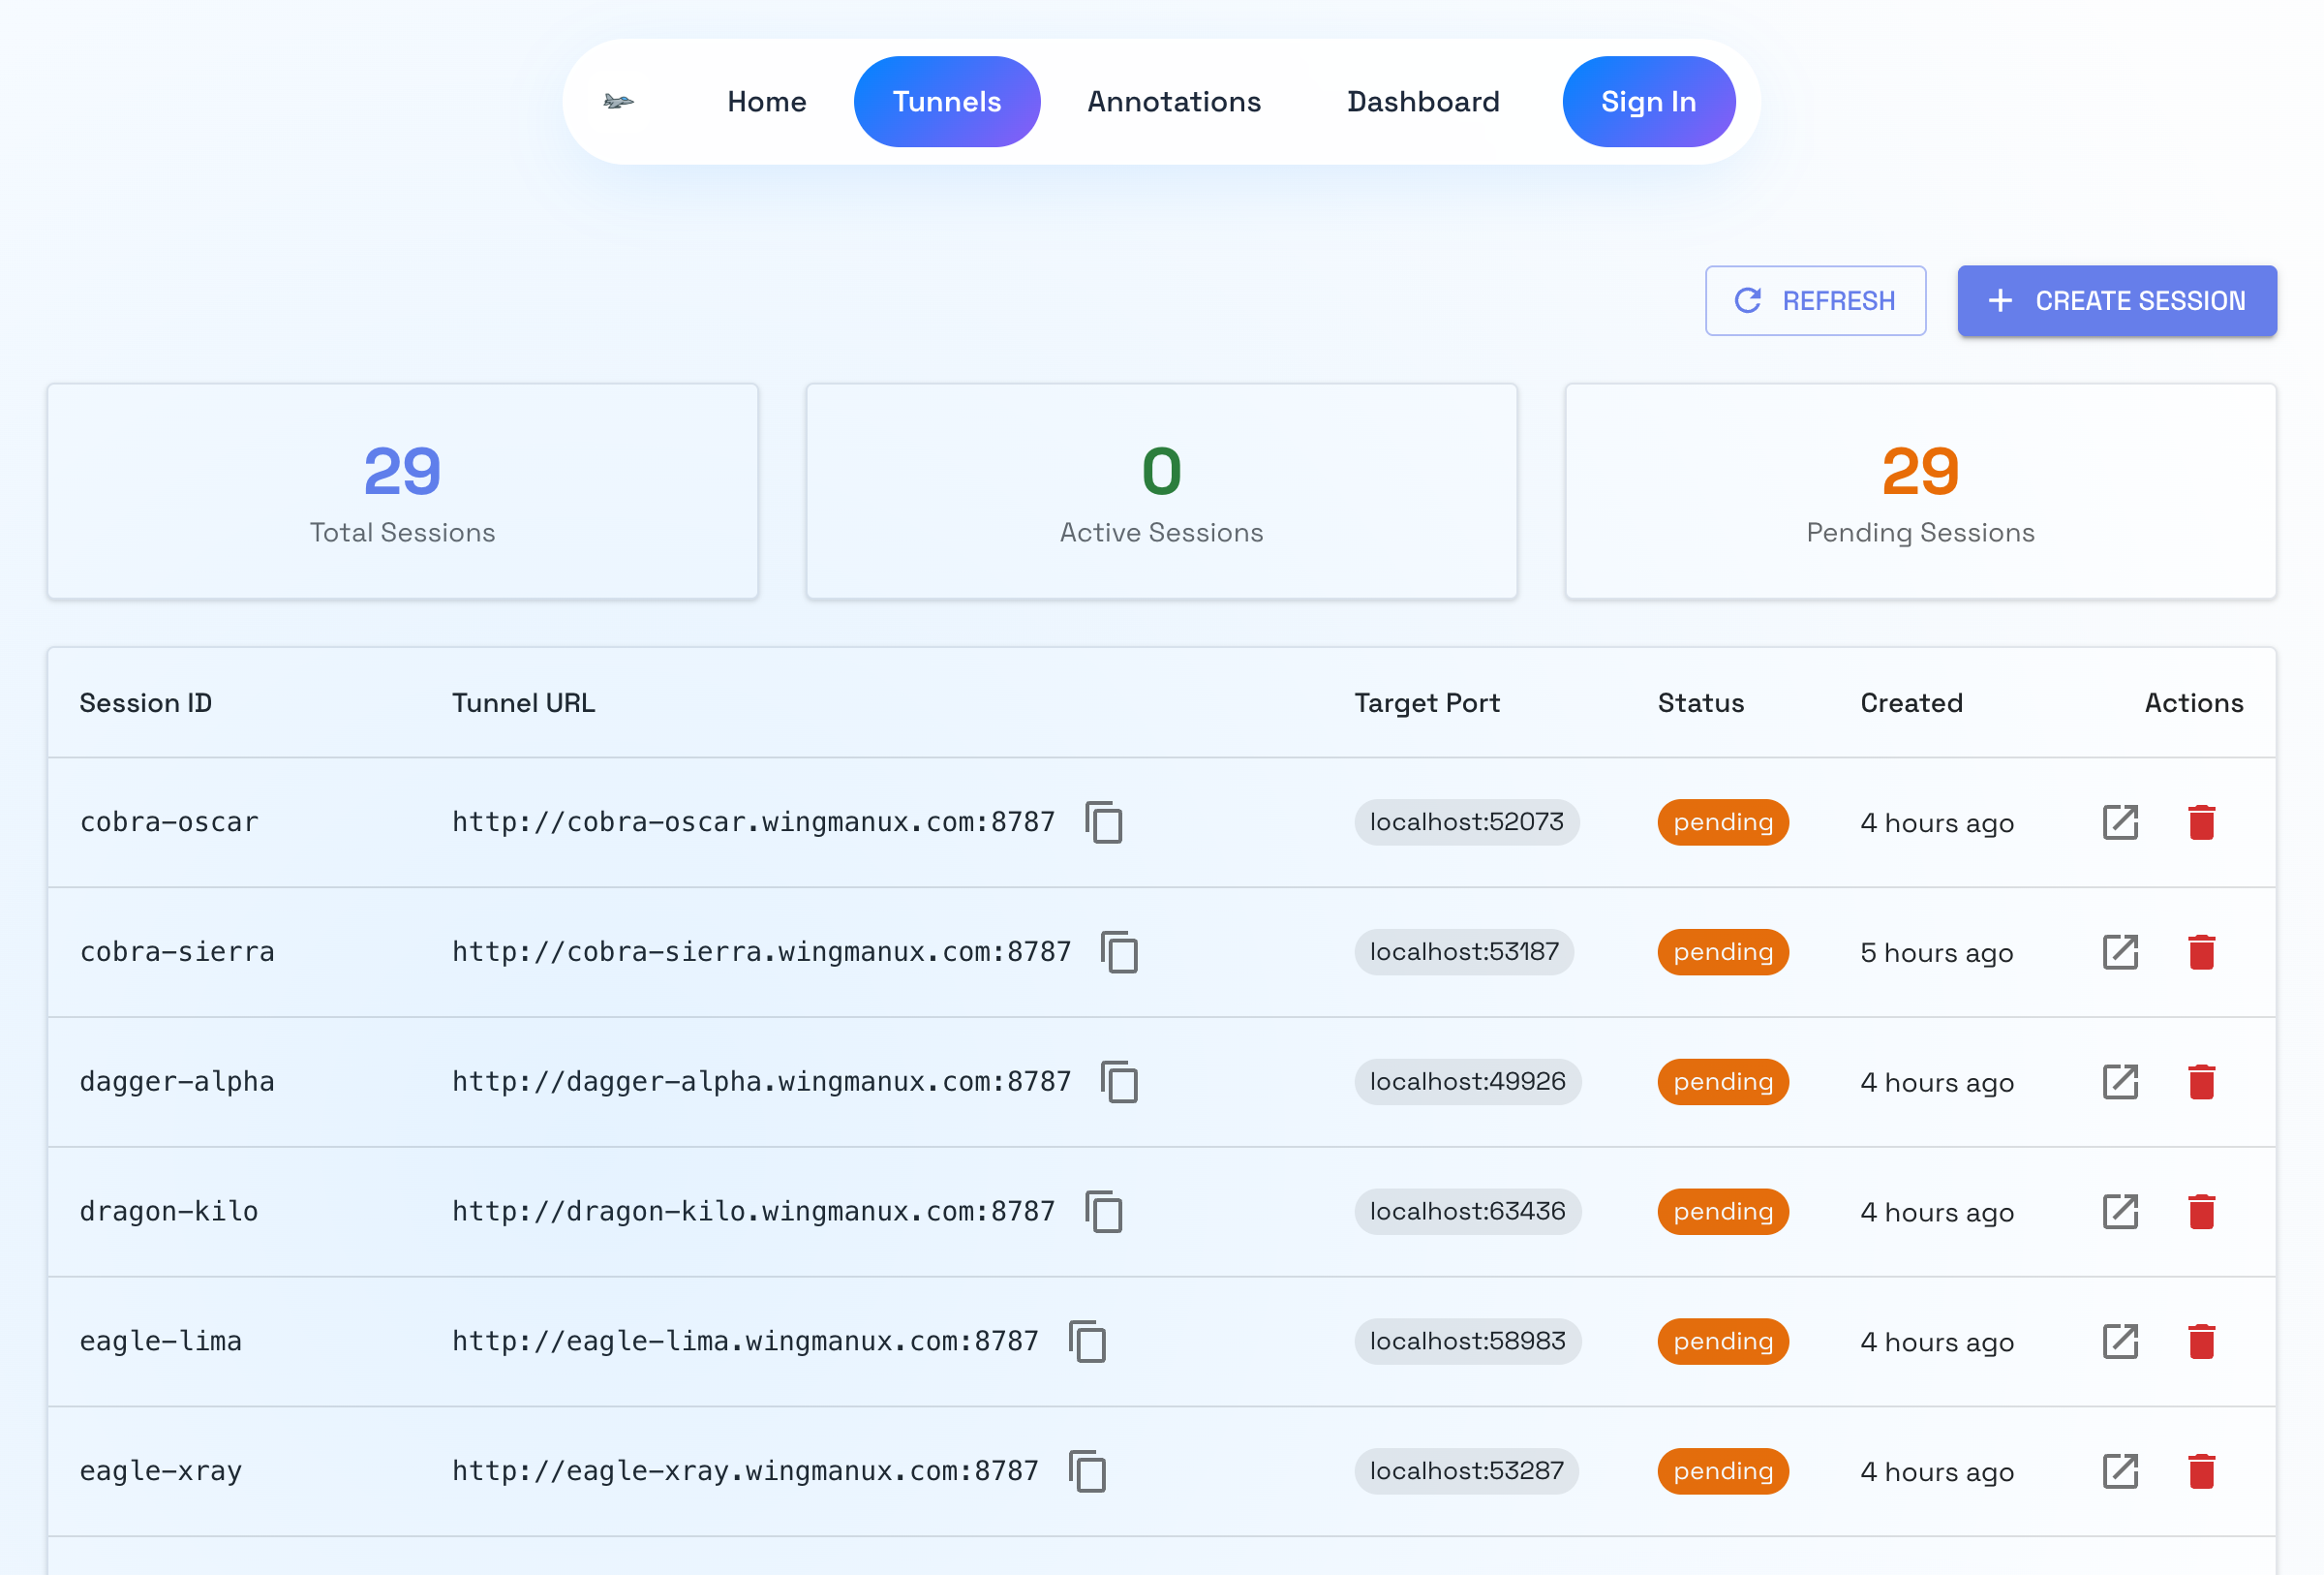 Home Tunnels Annotations Dashboard Sign In
REFRESH CREATE SESSION
29 0 29
Total Sessions Active Sessions Pending Sessions
Session ID Tunnel URL Target Port Status Created Actions
cobra-oscar http://cobra-oscar.wingmanux.com:8787 localhost:52073 pending 4 hours ago
cobra-sierra http://cobra-sierra.wingmanux.com:8787 localhost:53187 pending 5 hours ago
dagger-alpha http://dagger-alpha.wingmanux.com:8787 localhost:49926 pending 4 hours ago
dragon-kilo http://dragon-kilo.wingmanux.com:8787 localhost:63436 pending 4 hours ago
eagle-lima http://eagle-lima.wingmanux.com:8787 localhost:58983 pending 4 hours ago
eagle-xray http://eagle-xray.wingmanux.com:8787 localhost:53287 pending 4 hours ago